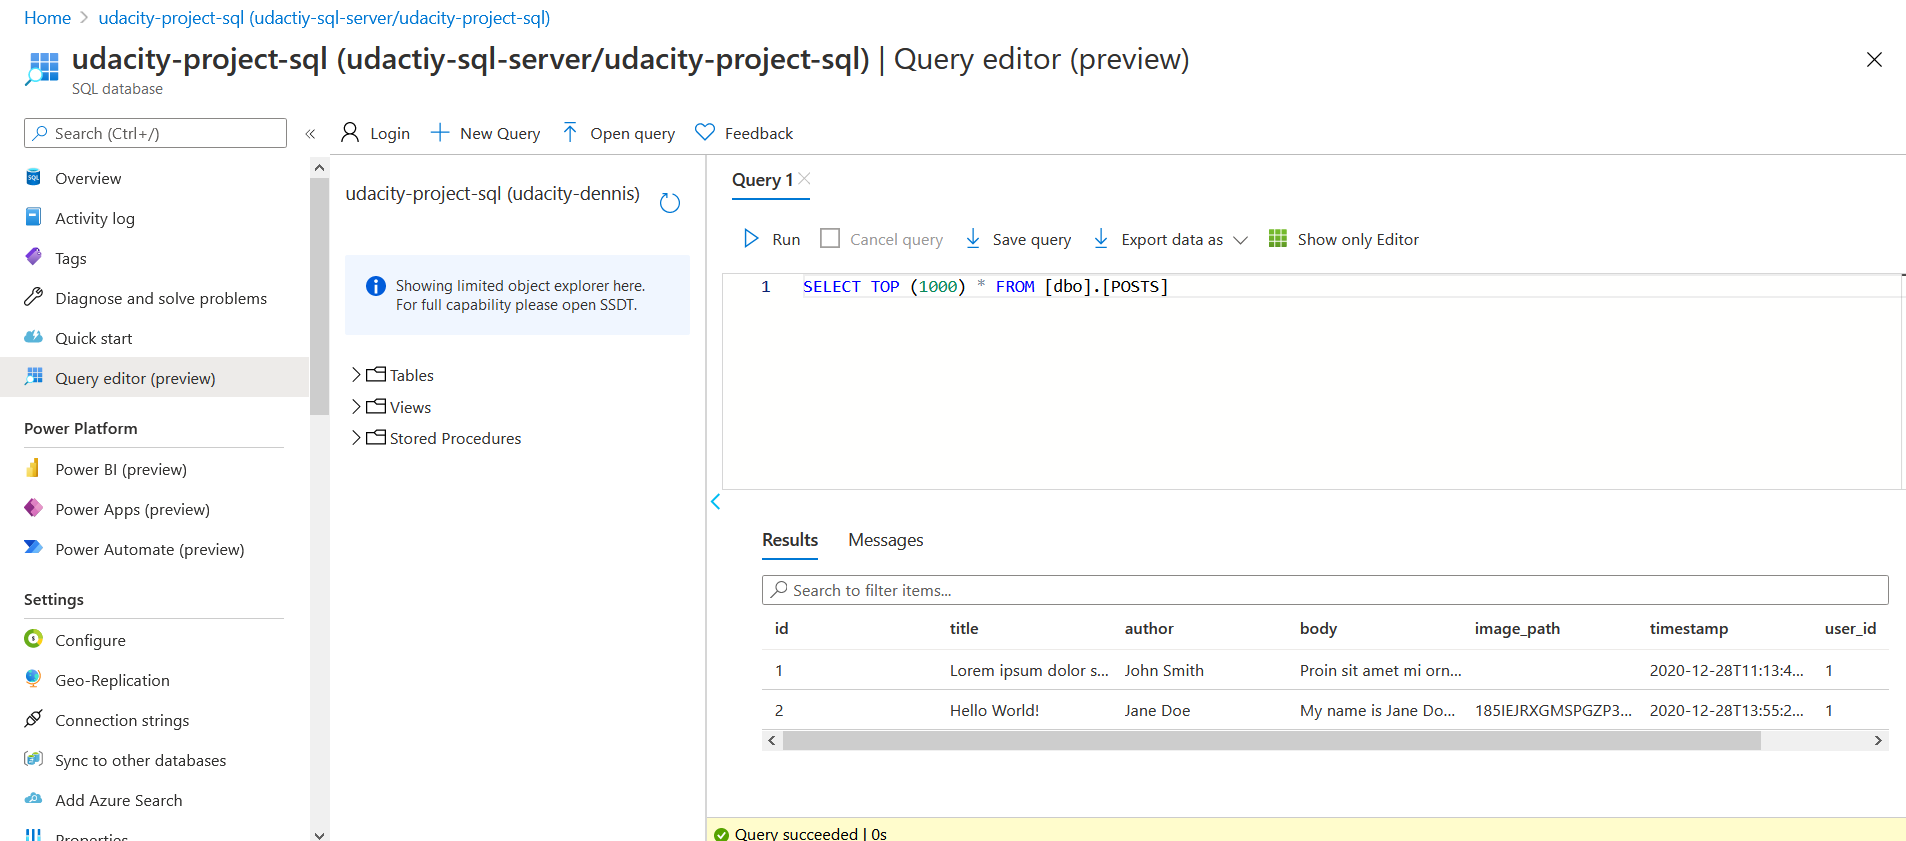 Home > udacity-project-sql (udactiy-sql-server/udacity-project-sql)
udacity-project-sql (udactiy-sql-server/udacity-project-sql) | Query editor (preview)
SQL database
Search (Ctrl+/)
«
Login
New Query
Open query
Feedback
Overview
Activity log
Tags
Diagnose and solve problems
Quick start
Query editor (preview)
Power Platform
Power BI (preview)
Power Apps (preview)
Power Automate (preview)
Settings
Configure
Geo-Replication
Connection strings
Sync to other databases
Add Azure Search
Properties
udacity-project-sql (udacity-dennis)
Showing limited object explorer here.
For full capability please open SSDT.
Tables
Views
Stored Procedures
Query 1
Run
Cancel query
Save query
Export data as
Show only Editor
1 SELECT TOP (1000) * FROM [dbo].[POSTS]
Results Messages
Search to filter items...
id title author body image_path timestamp user_id
1 Lorem ipsum dolor s... John Smith Proin sit amet mi orn... 2020-12-28T11:13:4... 1
2 Hello World! Jane Doe My name is Jane Do... 185IEJRXGMSPGZP3... 2020-12-28T13:55:2... 1
Query succeeded | 0s